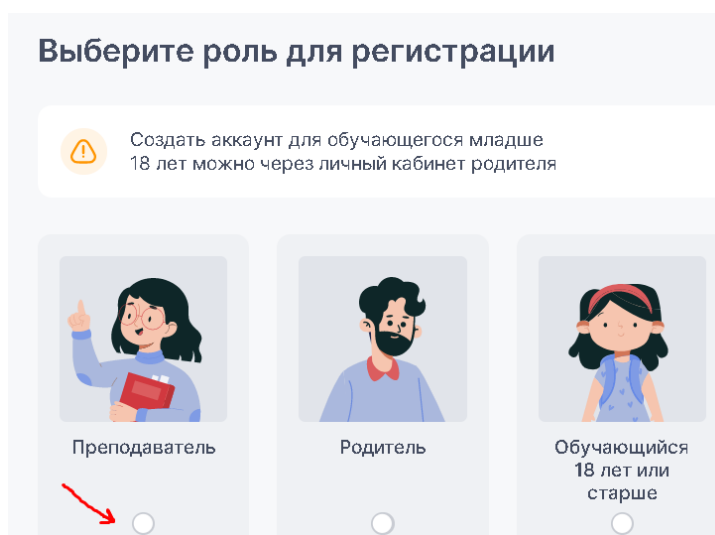 Выберите роль для регистрации
Создать аккаунт для обучающегося младше
18 лет можно через личный кабинет родителя
Преподаватель
Родитель
Обучающийся
18 лет или
старше